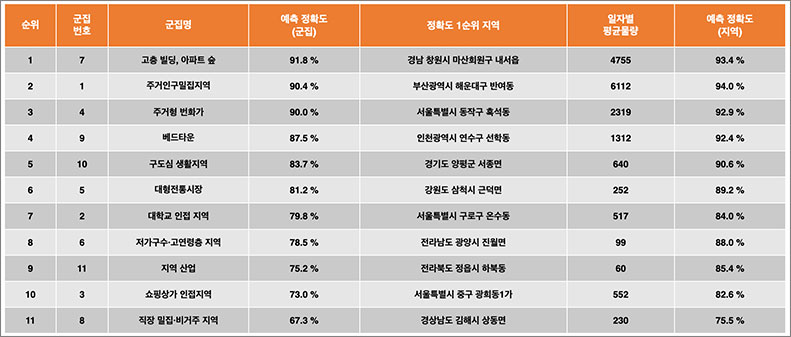 순위 군집 번호 군집명 예측 정확도 (군집) 정확도 1순위 지역 일자별 평균물량 예측 정확도 (지역)
1 7 고층 빌딩, 아파트 숲 91.8 % 경남 창원시 마산회원구 내서읍 4755 93.4 %
2 1 주거인구밀집지역 90.4 % 부산광역시 해운대구 반여동 6112 94.0 %
3 4 주거형 번화가 90.0 % 서울특별시 동작구 흑석동 2319 92.9 %
4 9 베드타운 87.5 % 인천광역시 연수구 선학동 1312 92.4 %
5 10 구도심 생활지역 83.7 % 경기도 양평군 서종면 640 90.6 %
6 5 대형전통시장 81.2 % 강원도 삼척시 근덕면 252 89.2 %
7 2 대학교 인접 지역 79.8 % 서울특별시 구로구 온수동 517 84.0 %
8 6 저가구수·고연령층 지역 78.5 % 전라남도 광양시 진월면 99 88.0 %
9 11 지역 산업 75.2 % 전라북도 정읍시 하북동 60 85.4 %
10 3 쇼핑상가 인접지역 73.0 % 서울특별시 중구 광희동1가 552 82.6 %
11 8 직장 밀집·비거주 지역 67.3 % 경상남도 김해시 상동면 230 75.5 %